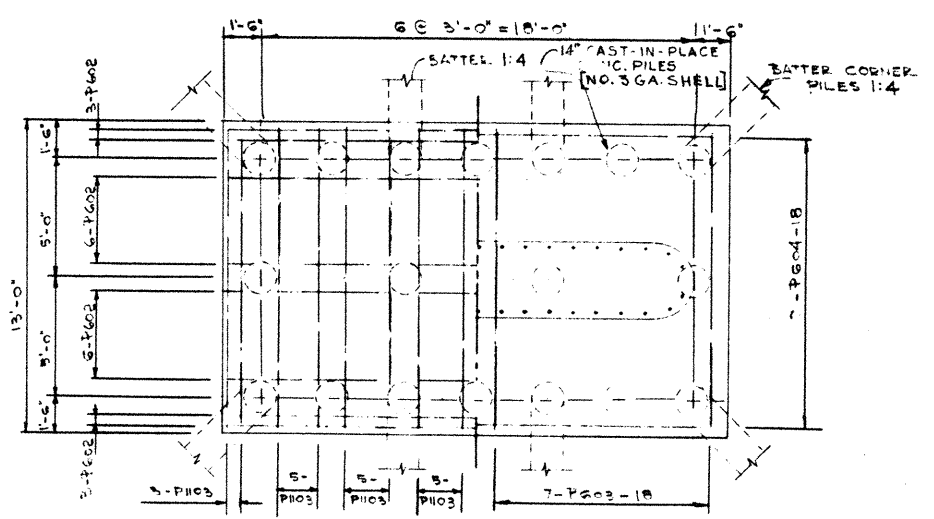 1'-6"
6 @ 3'-0" = 18'-0"
1'-6"
BATTER 1:4
14" CAST-IN-PLACE
PILES
[NO. 3 GA. SHELL]
BATTER CORNER
PILES 1:4
3-P602
1'-6"
6-P602
5'-0"
13'-0"
6-P602
5'-0"
1'-6"
3-P602
P604-18
3-P1103
5-
P1103
5-
P1103
5-
P1103
7-P603-18